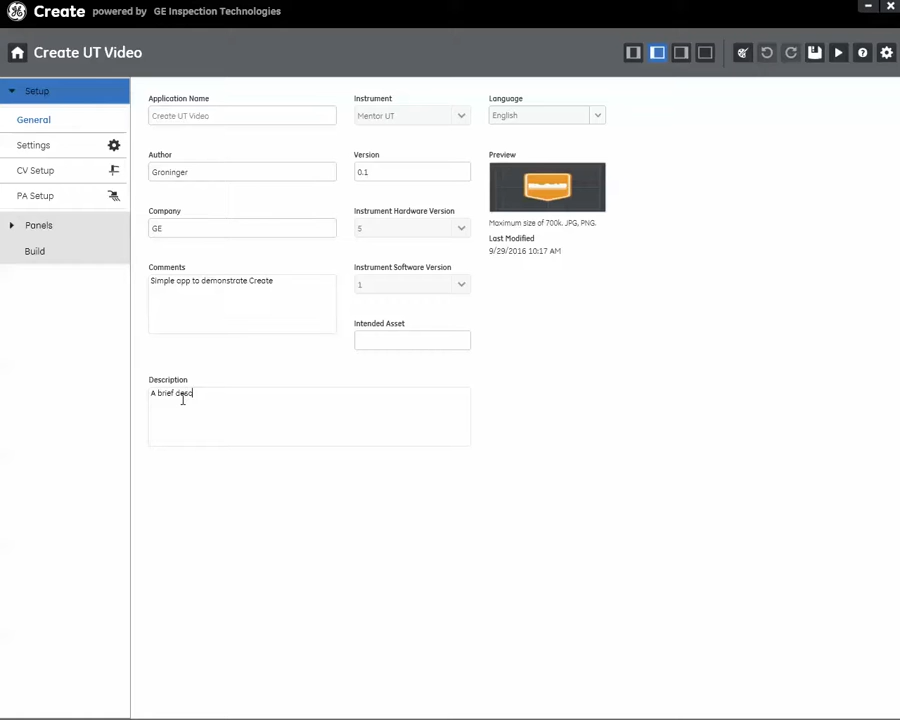 Create powered by GE Inspection Technologies
Create UT Video
Setup
General
Settings
CV Setup
PA Setup
Panels
Build
Application Name
Create UT Video
Instrument
Mentor UT
Language
English
Author
Groninger
Version
0.1
Preview
Maximum size of 700k. JPG, PNG.
Last Modified
9/29/2016 10:17 AM
Company
GE
Instrument Hardware Version
5
Comments
Simple app to demonstrate Create
Instrument Software Version
1
Intended Asset
Description
A brief desc